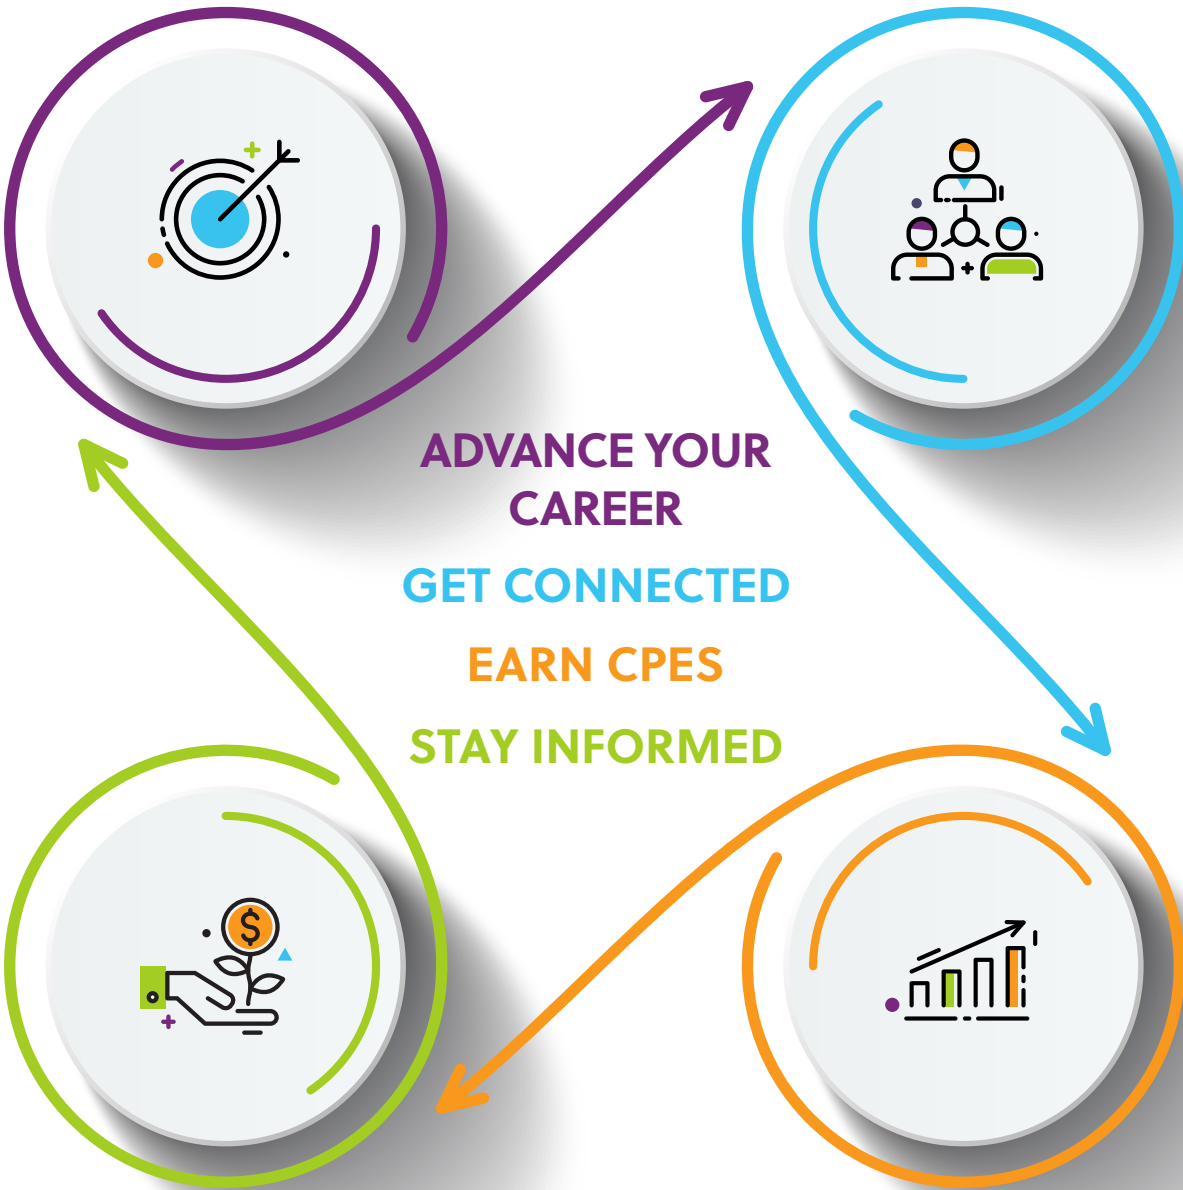 ADVANCE YOUR
CAREER
GET CONNECTED
EARN CPES
STAY INFORMED
$